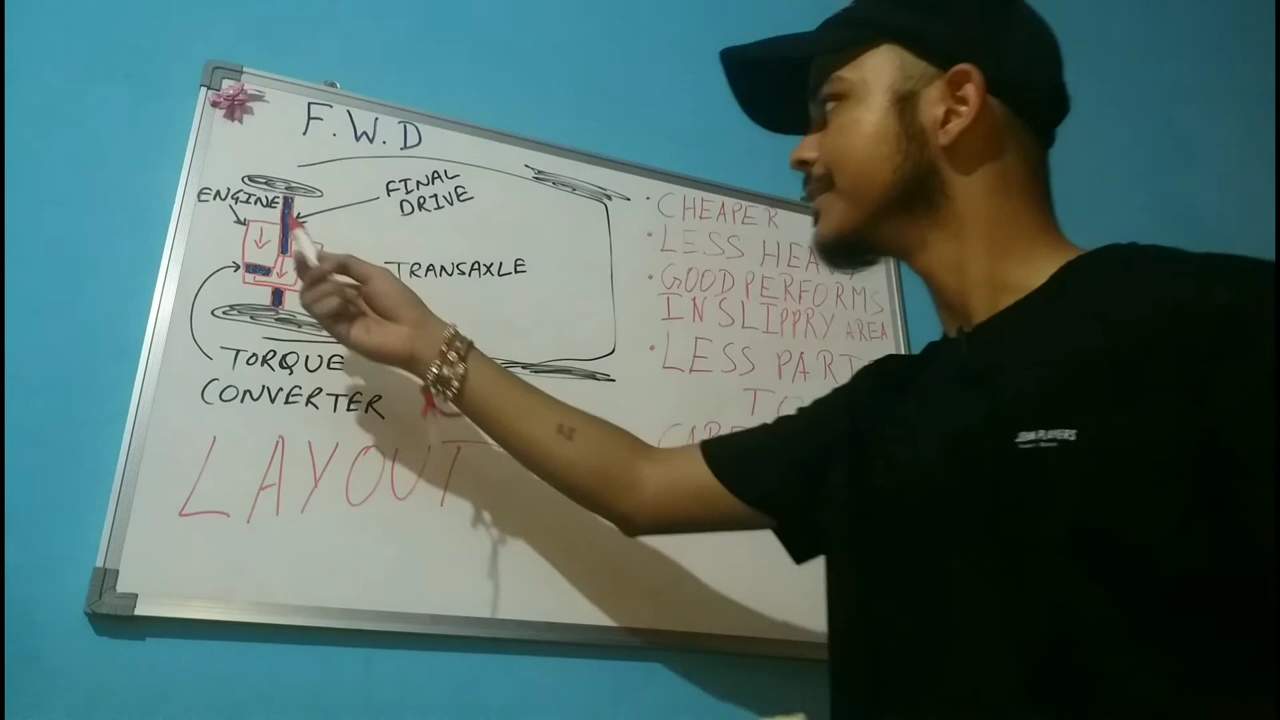 F.W.D
ENGINE
FINAL
DRIVE
TRANSAXLE
TORQUE
CONVERTER
LAYOUT
• CHEAPER
• LESS
• GOOD PERFORMS
IN SLIPPRY AREA
• LESS